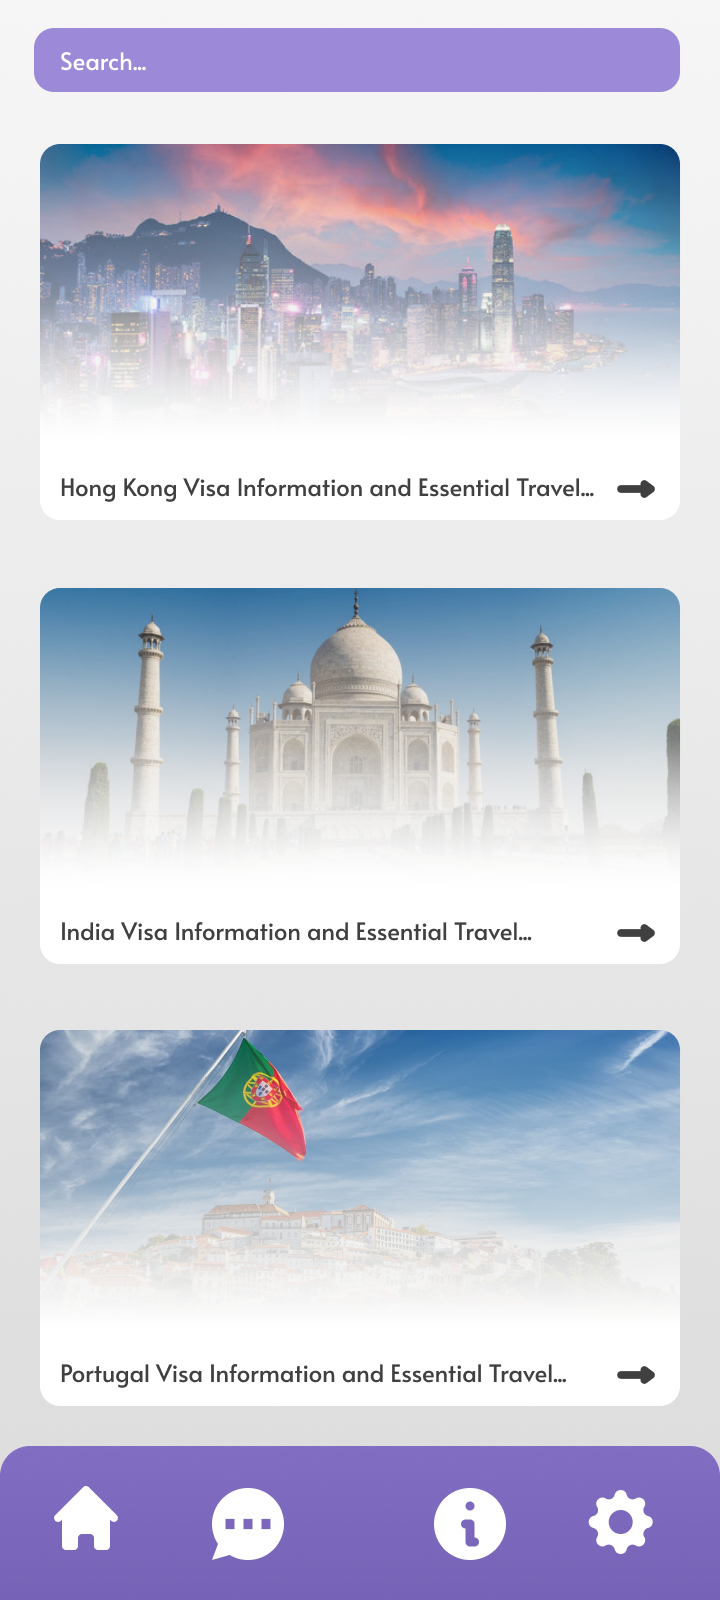 Search...
Hong Kong Visa Information and Essential Travel...
India Visa Information and Essential Travel...
Portugal Visa Information and Essential Travel...